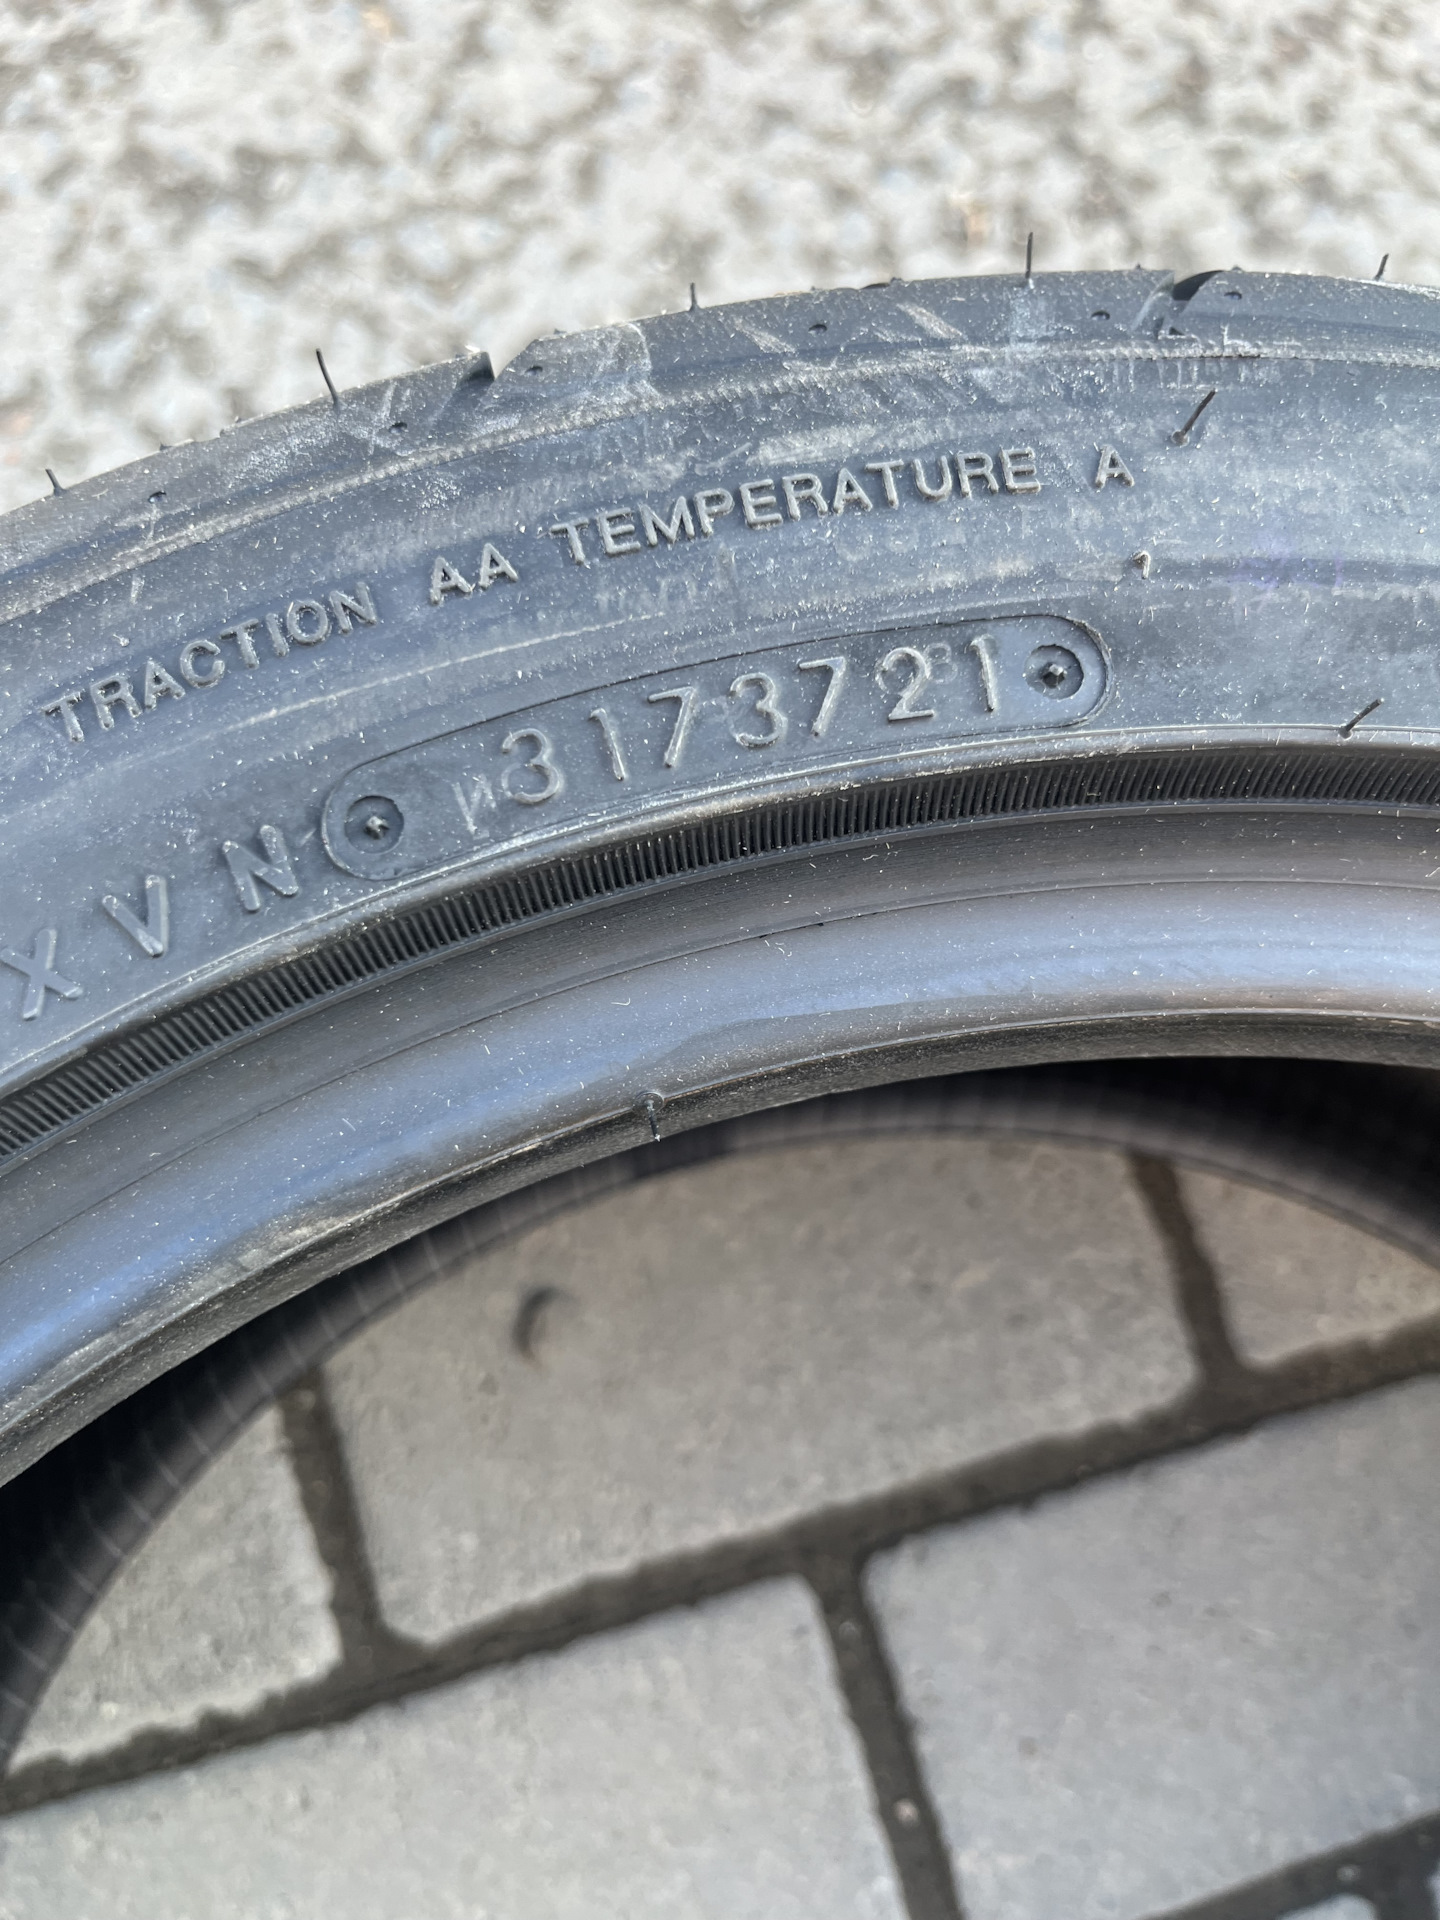 TRACTION AA TEMPERATURE A
XVN 3173721